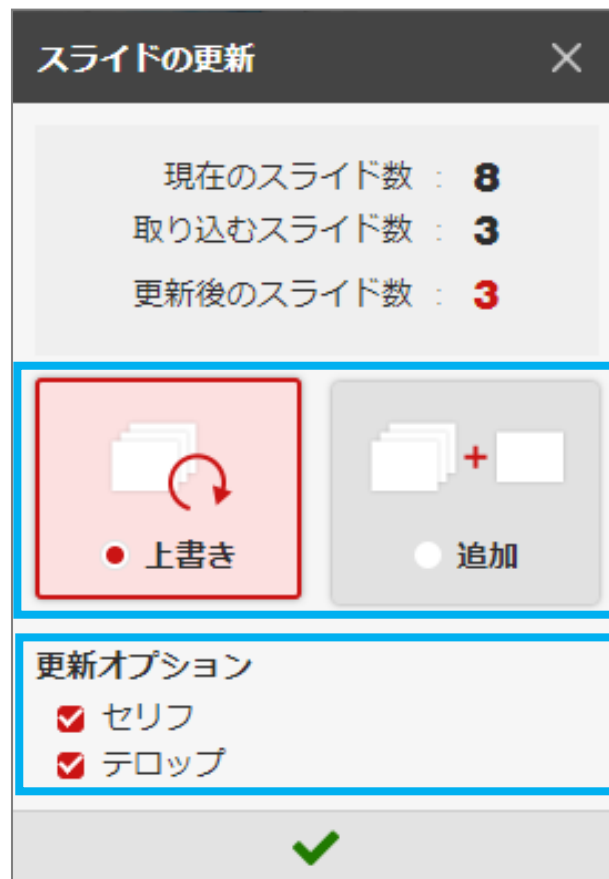 スライドの更新
現在のスライド数 : 8
取り込むスライド数 : 3
更新後のスライド数 : 3
上書き
追加
更新オプション
セリフ
テロップ